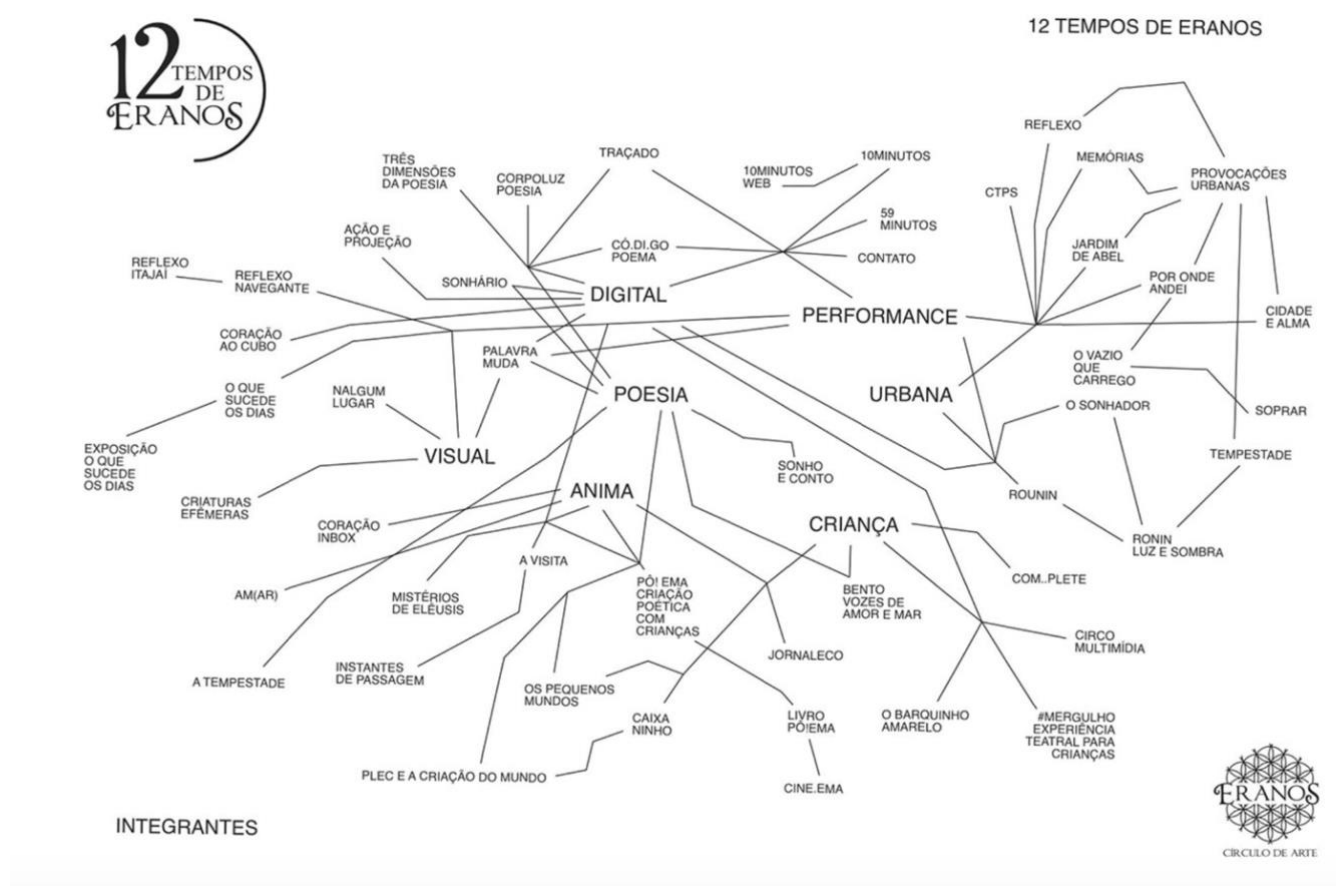 12 TEMPOS
DE
ERANOS
12 TEMPOS DE ERANOS
REFLEXO
MEMÓRIAS
PROVOCAÇÕES
URBANAS
CTPS
JARDIM
DE ABEL
POR ONDE
ANDEI
CIDADE
E ALMA
O VAZIO
QUE
CARREGO
SOPRAR
O SONHADOR
TEMPESTADE
ROUNIN
RONIN
LUZ E SOMBRA
TRÊS
DIMENSÕES
DA POESIA
CORPOLUZ
POESIA
TRAÇADO
10MINUTOS
WEB
10MINUTOS
59
MINUTOS
CONTATO
CÓ.DI.GO
POEMA
AÇÃO E
PROJEÇÃO
SONHÁRIO
DIGITAL
PERFORMANCE
REFLEXO
ITAJAÍ
REFLEXO
NAVEGANTE
CORAÇÃO
AO CUBO
PALAVRA
MUDA
O QUE
SUCEDE
OS DIAS
NALGUM
LUGAR
POESIA
URBANA
EXPOSIÇÃO
O QUE
SUCEDE
OS DIAS
VISUAL
CRIATURAS
EFÊMERAS
SONHO
E CONTO
ANIMA
CORAÇÃO
INBOX
CRIANÇA
A VISITA
AM(AR)
MISTÉRIOS
DE ELÊUSIS
PÓ! EMA
CRIAÇÃO
POÉTICA
COM
CRIANÇAS
BENTO
VOZES DE
AMOR E MAR
COM..PLETE
JORNALECO
CIRCO
MULTIMÍDIA
A TEMPESTADE
INSTANTES
DE PASSAGEM
OS PEQUENOS
MUNDOS
CAIXA
NINHO
LIVRO
PÓ!EMA
O BARQUINHO
AMARELO
#MERGULHO
EXPERIÊNCIA
TEATRAL PARA
CRIANÇAS
PLEC E A CRIAÇÃO DO MUNDO
CINE.EMA
INTEGRANTES
ERANOS
CÍRCULO DE ARTE